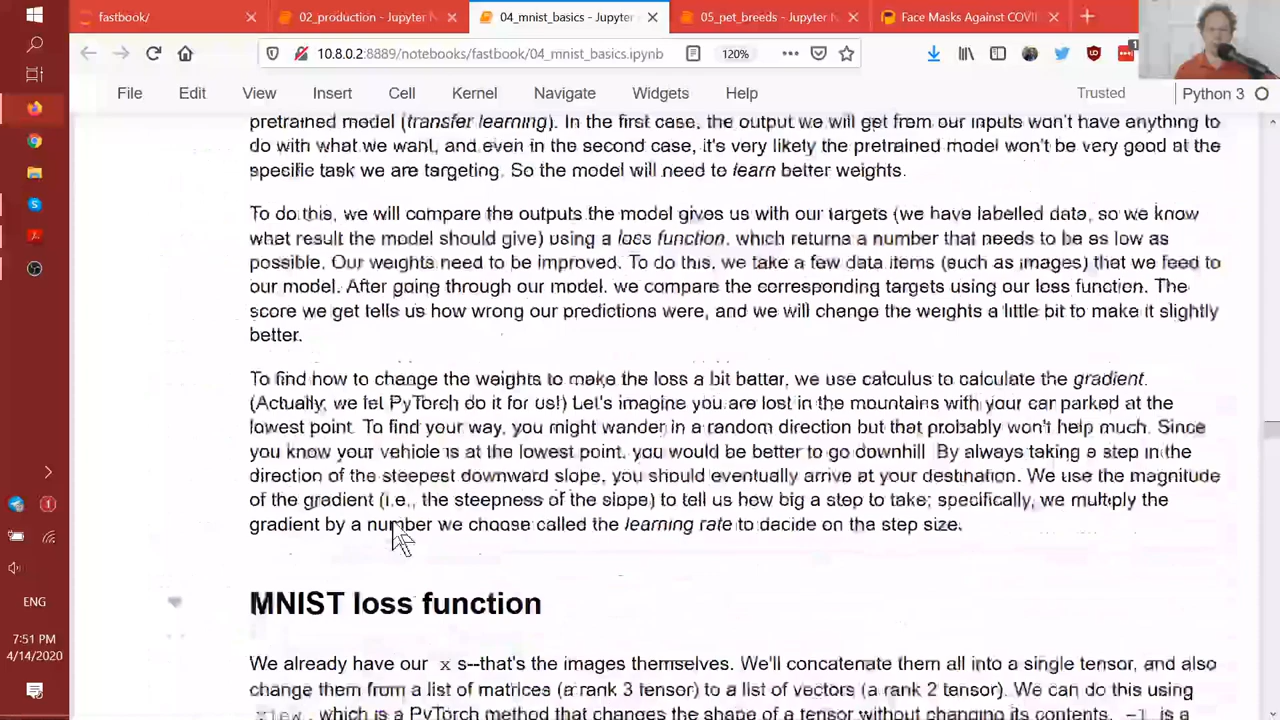 fastbook/
02_production - Jupyter N
04_mnist_basics - Jupyter
05_pet_breeds - Jupyter N
Face Masks Against COVI
10.8.0.2:8889/notebooks/fastbook/04_mnist_basics.ipynb
120%
1
File Edit View Insert Cell Kernel Navigate Widgets Help
Trusted
Python 3
pretrained model (transfer learning). In the first case, the output we will get from our inputs won't have anything to
do with what we want, and even in the second case, it's very likely the pretrained model won't be very good at the
specific task we are targeting. So the model will need to learn better weights.
To do this, we will compare the outputs the model gives us with our targets (we have labelled data, so we know
what result the model should give) using a loss function, which returns a number that needs to be as low as
possible. Our weights need to be improved. To do this, we take a few data items (such as images) that we feed to
our model. After going through our model, we compare the corresponding targets using our loss function. The
score we get tells us how wrong our predictions were, and we will change the weights a little bit to make it slightly
better.
To find how to change the weights to make the loss a bit better, we use calculus to calculate the gradient.
(Actually, we let PyTorch do it for us!) Let's imagine you are lost in the mountains with your car parked at the
lowest point. To find your way, you might wander in a random direction but that probably won't help much. Since
you know your vehicle is at the lowest point, you would be better to go downhill. By always taking a step in the
direction of the steepest downward slope, you should eventually arrive at your destination. We use the magnitude
of the gradient (i.e., the steepness of the slope) to tell us how big a step to take; specifically, we multiply the
gradient by a number we choose called the learning rate to decide on the step size.
MNIST loss function
We already have our x s--that's the images themselves. We'll concatenate them all into a single tensor, and also
change them from a list of matrices (a rank 3 tensor) to a list of vectors (a rank 2 tensor). We can do this using
view, which is a PyTorch method that changes the shape of a tensor without changing its contents. -1 is a
1
ENG
7:51 PM
4/14/2020